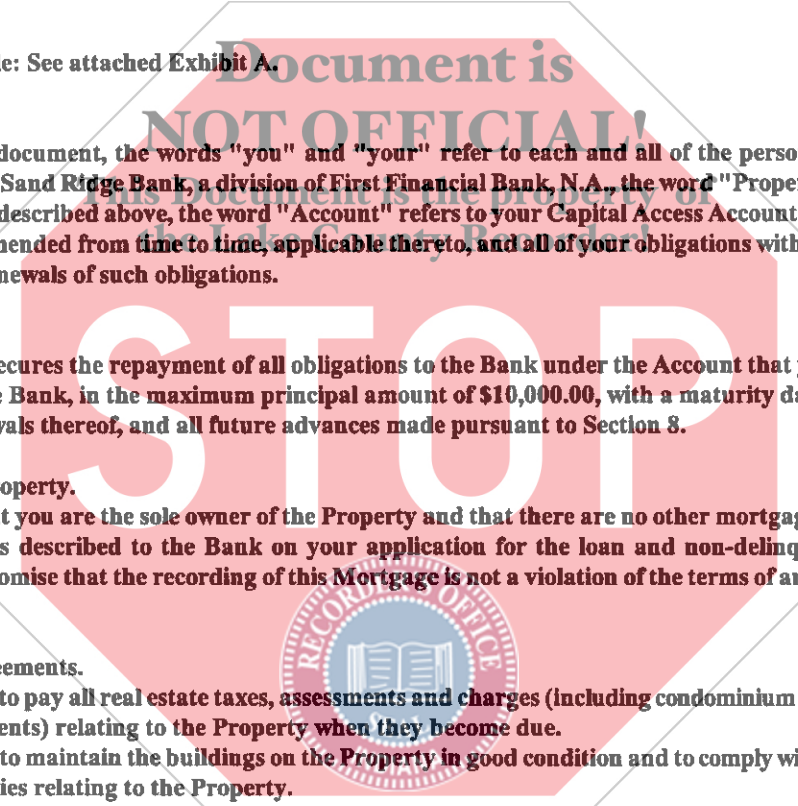 e: See attached Exhibit A.
Document is
NOT OFFICIAL!
document, the words "you" and "your" refer to each and all of the perso
Sand Ridge Bank, a division of First Financial Bank, N.A., the word "Proper
This Document is the property of
described above, the word "Account" refers to your Capital Access Account
the Lake County Recorder!
nended from time to time, applicable thereto, and all of your obligations with
newals of such obligations.
STOP
ecures the repayment of all obligations to the Bank under the Account that
e Bank, in the maximum principal amount of $10,000.00, with a maturity da
vals thereof, and all future advances made pursuant to Section 8.
operty.
t you are the sole owner of the Property and that there are no other mortgag
s described to the Bank on your application for the loan and non-delinq
omise that the recording of this Mortgage is not a violation of the terms of an
RECORDER'S OFFICE
eements.
to pay all real estate taxes, assessments and charges (including condominium
ents) relating to the Property when they become due.
SEAL
to maintain the buildings on the Property in good condition and to comply wi
INDIANA
ies relating to the Property.